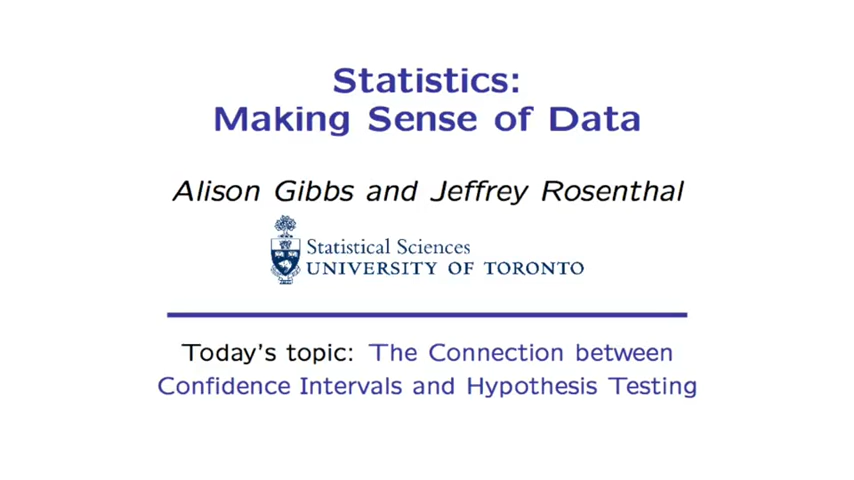 Statistics:
Making Sense of Data
Alison Gibbs and Jeffrey Rosenthal
Statistical Sciences
UNIVERSITY OF TORONTO
Today's topic: The Connection between
Confidence Intervals and Hypothesis Testing